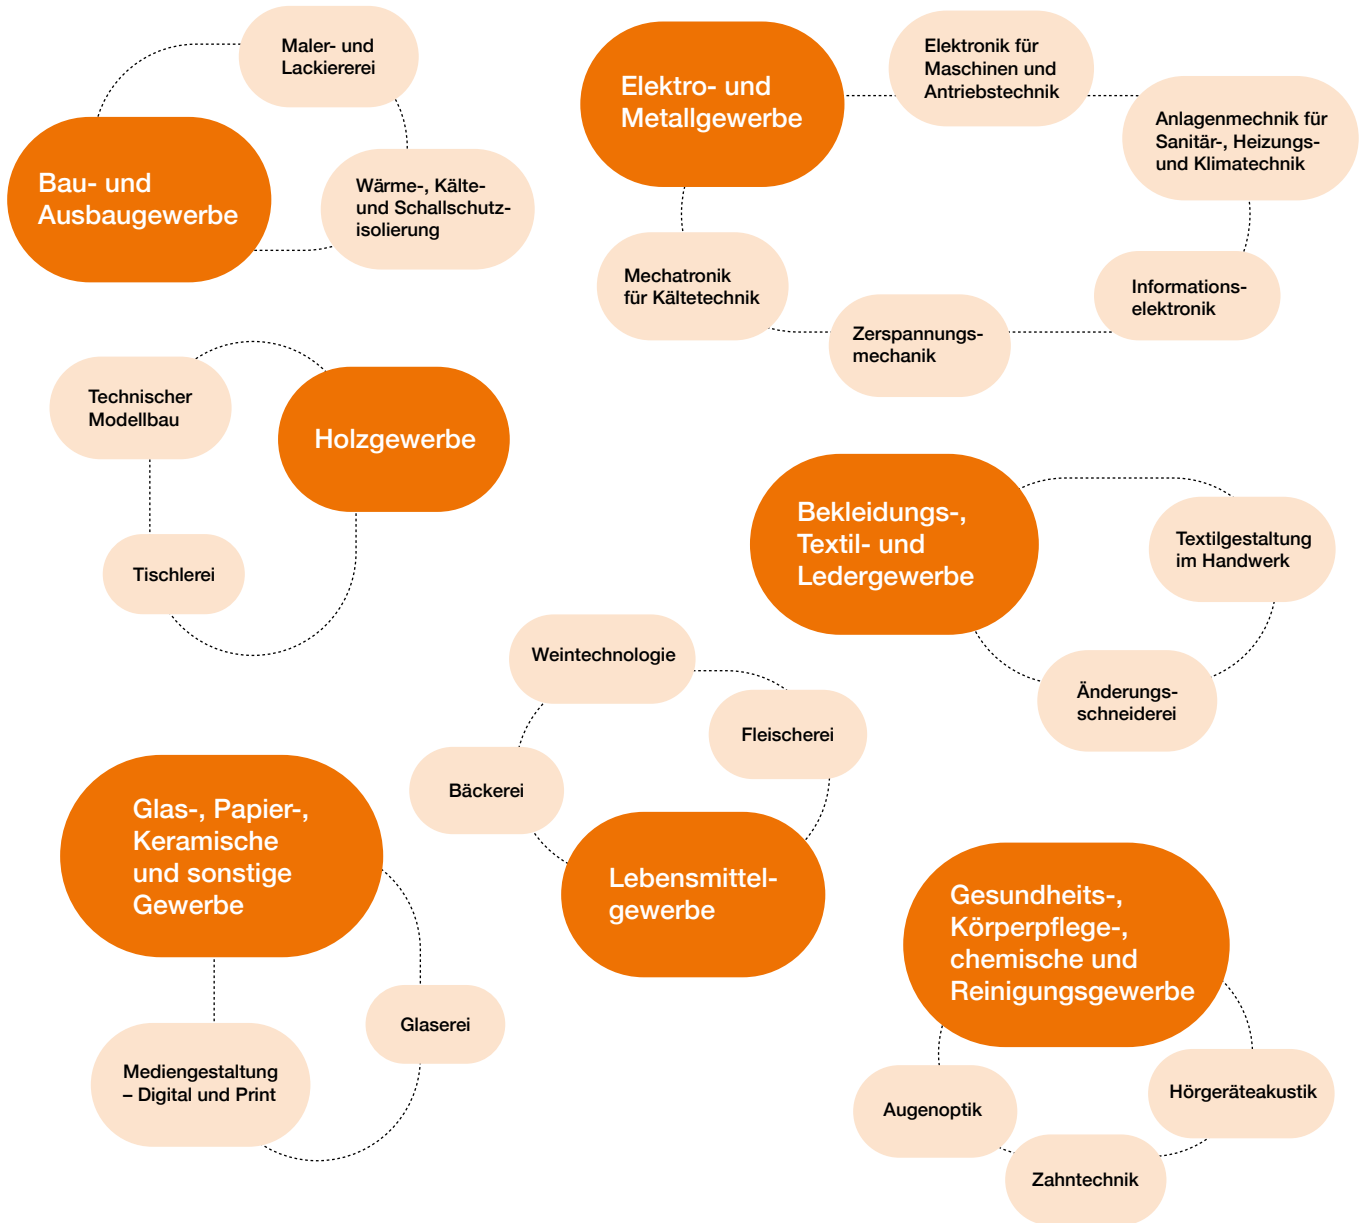 Maler- und
Lackiererei
Bau- und
Ausbaugewerbe
Wärme-, Kälte-
und Schallschutz-
isolierung
Elektro- und
Metallgewerbe
Elektronik für
Maschinen und
Antriebstechnik
Anlagenmechnik für
Sanitär-, Heizungs-
und Klimatechnik
Mechatronik
für Kältetechnik
Zerspannungs-
mechanik
Informations-
elektronik
Technischer
Modellbau
Holzgewerbe
Tischlerei
Bekleidungs-,
Textil- und
Ledergewerbe
Textilgestaltung
im Handwerk
Änderungs-
schneiderei
Weintechnologie
Fleischerei
Bäckerei
Lebensmittel-
gewerbe
Glas-, Papier-,
Keramische
und sonstige
Gewerbe
Glaserei
Mediengestaltung
– Digital und Print
Gesundheits-,
Körperpflege-,
chemische und
Reinigungsgewerbe
Augenoptik
Hörgeräteakustik
Zahntechnik